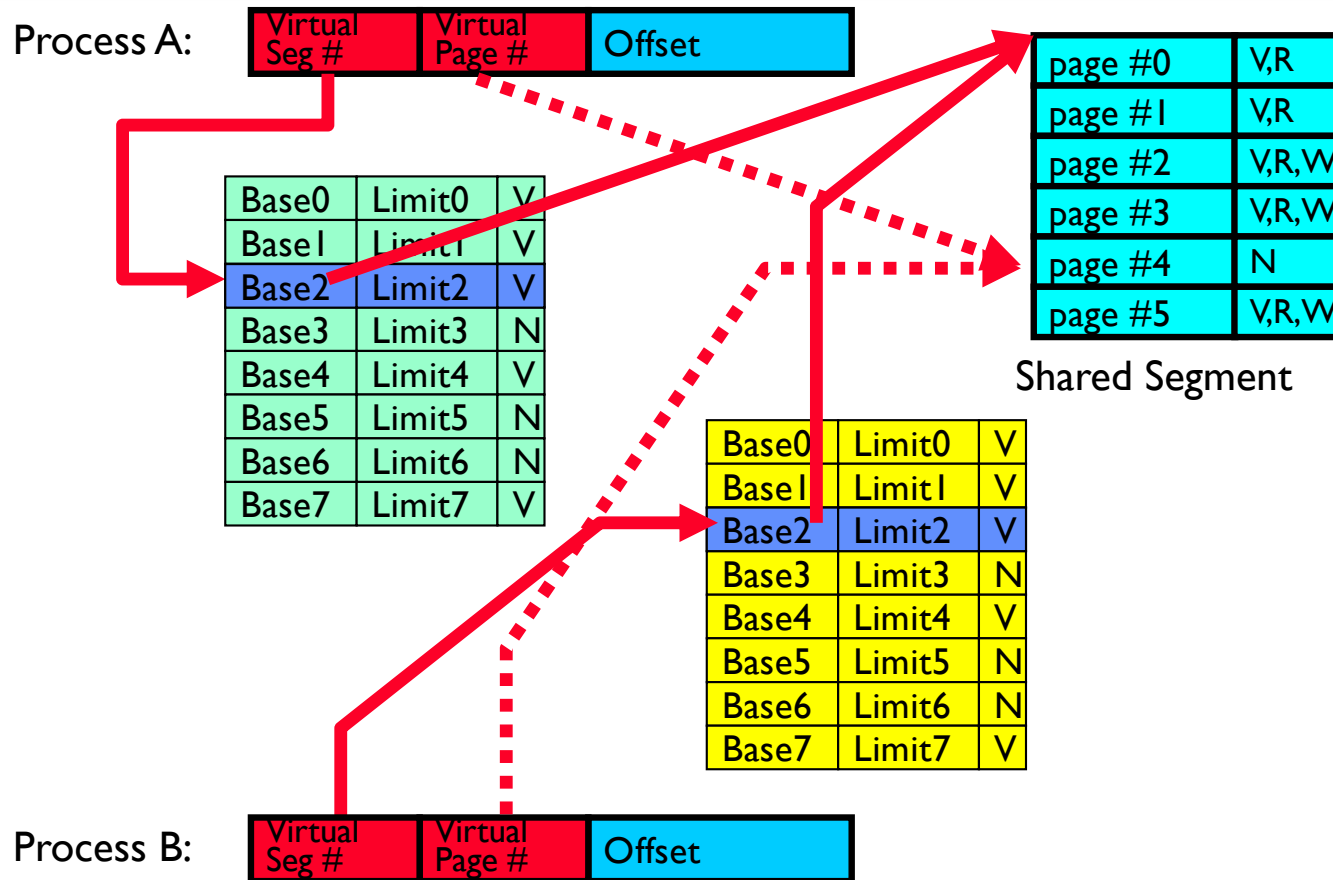 Process A:
Virtual Seg #
Virtual Page #
Offset
page #0 V,R
page #1 V,R
page #2 V,R,W
page #3 V,R,W
page #4 N
page #5 V,R,W
Shared Segment
Base0 Limit0 V
Base1 Limit1 V
Base2 Limit2 V
Base3 Limit3 N
Base4 Limit4 V
Base5 Limit5 N
Base6 Limit6 N
Base7 Limit7 V
Base0 Limit0 V
Base1 Limit1 V
Base2 Limit2 V
Base3 Limit3 N
Base4 Limit4 V
Base5 Limit5 N
Base6 Limit6 N
Base7 Limit7 V
Process B:
Virtual Seg #
Virtual Page #
Offset